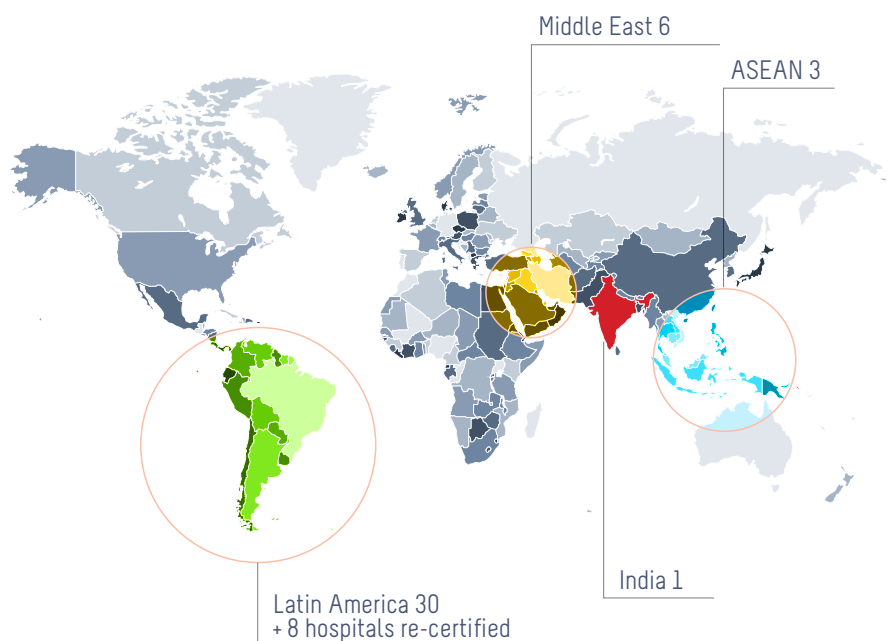 Middle East 6
ASEAN 3
India 1
Latin America 30
+ 8 hospitals re-certified